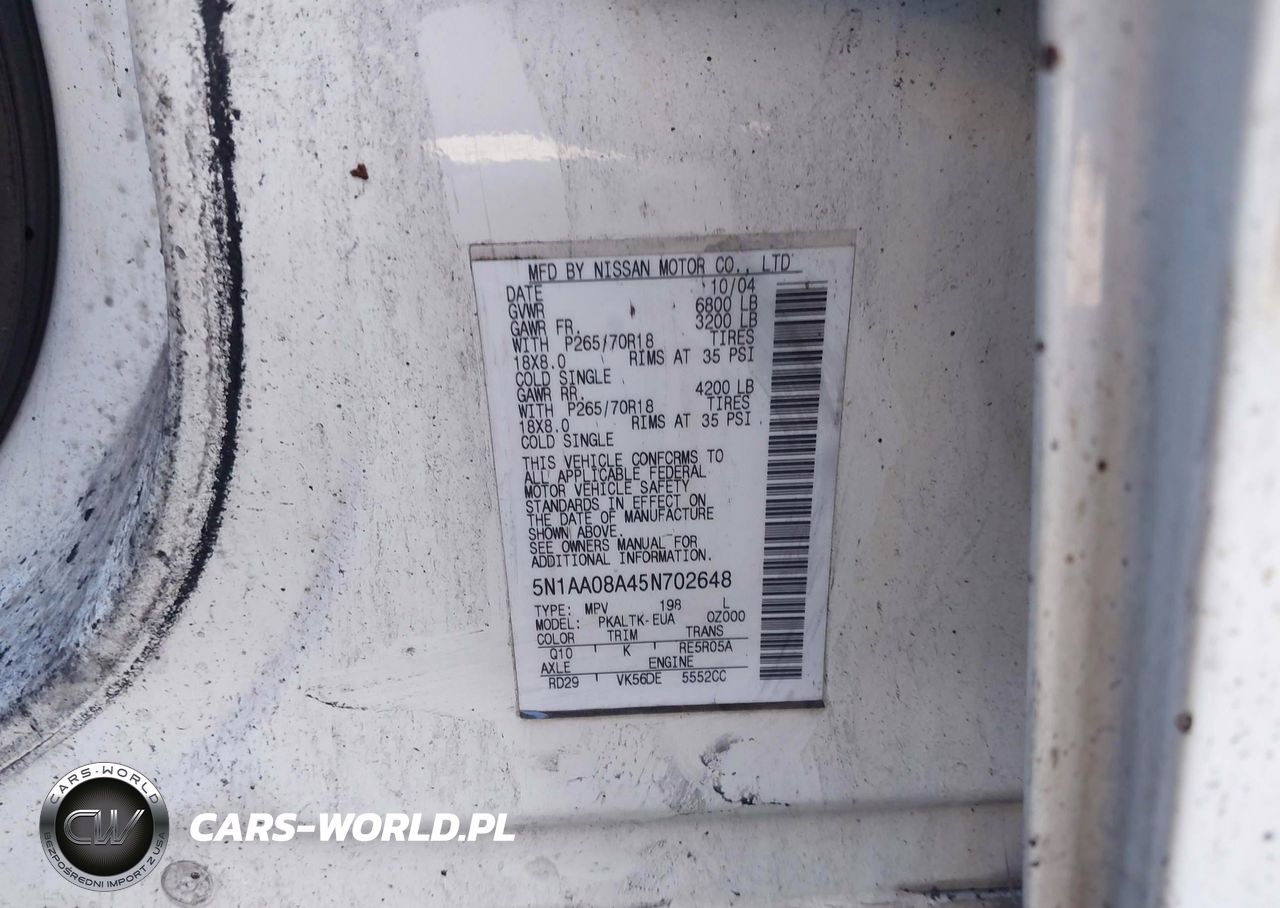 MFD BY NISSAN MOTOR CO., LTD
DATE 10/04
GVWR 6800 LB
GAWR FR. 3200 LB
WITH P265/70R18 TIRES
18X8.0 RIMS AT 35 PSI
COLD SINGLE
GAWR RR. 4200 LB
WITH P265/70R18 TIRES
18X8.0 RIMS AT 35 PSI
COLD SINGLE
THIS VEHICLE CONFORMS TO
ALL APPLICABLE FEDERAL
MOTOR VEHICLE SAFETY
STANDARDS IN EFFECT ON
THE DATE OF MANUFACTURE
SHOWN ABOVE.
SEE OWNERS MANUAL FOR
ADDITIONAL INFORMATION.
5N1AA08A45N702648
TYPE: MPV 198 L
MODEL: PKALTK-EUA 0Z000
COLOR TRIM TRANS
Q10 K RE5R05A
AXLE ENGINE
RD29 VK56DE 5552CC
CARS-WORLD
CW
BEZPOŚREDNI IMPORT Z USA
CARS-WORLD.PL